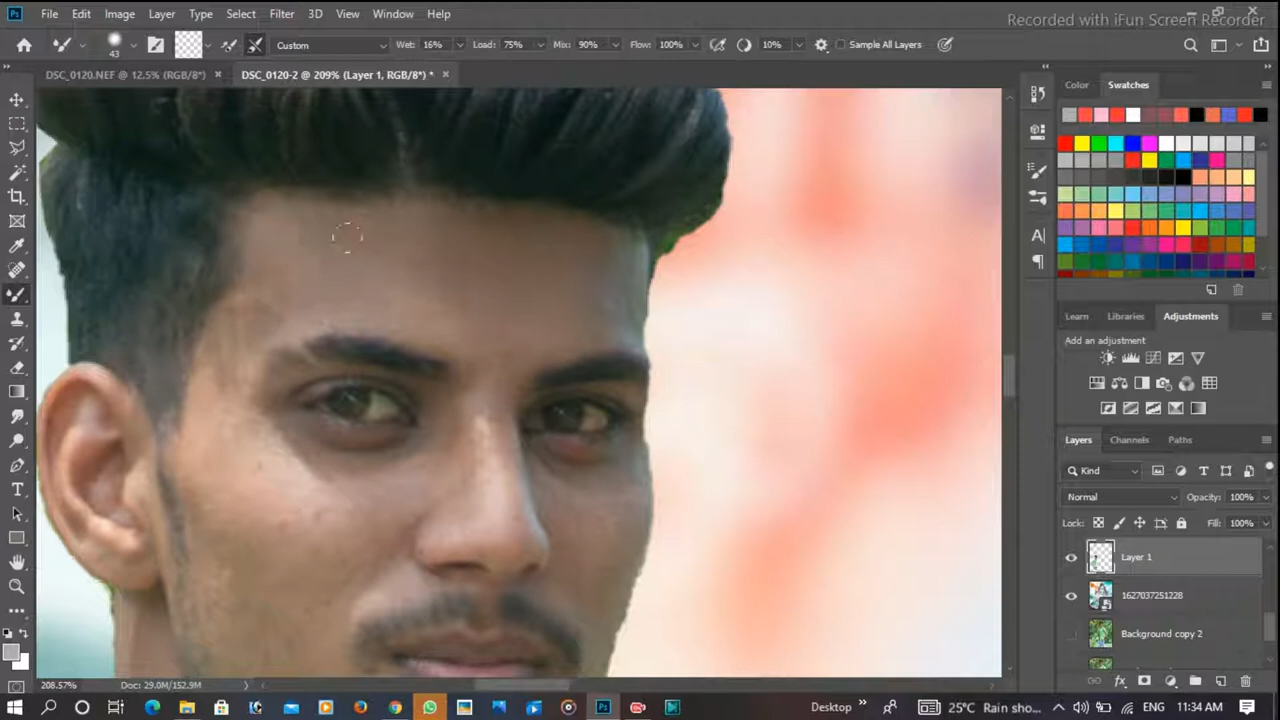 Ps File Edit Image Layer Type Select Filter 3D View Window Help
Recorded with iFun Screen Recorder
43 Custom Wet: 16% Load: 75% Mix: 90% Flow: 100% 10% Sample All Layers
DSC_0120.NEF @ 12.5% (RGB/8*) × DSC_0120-2 @ 209% (Layer 1, RGB/8*) * ×
Color Swatches
Learn Libraries Adjustments
Add an adjustment
Layers Channels Paths
Kind
Normal Opacity: 100%
Lock: Fill: 100%
Layer 1
1627037251228
Background copy 2
fx
208.57% Doc: 29.0M/152.9M
Ps Desktop 25°C Rain sho... ENG 11:34 AM